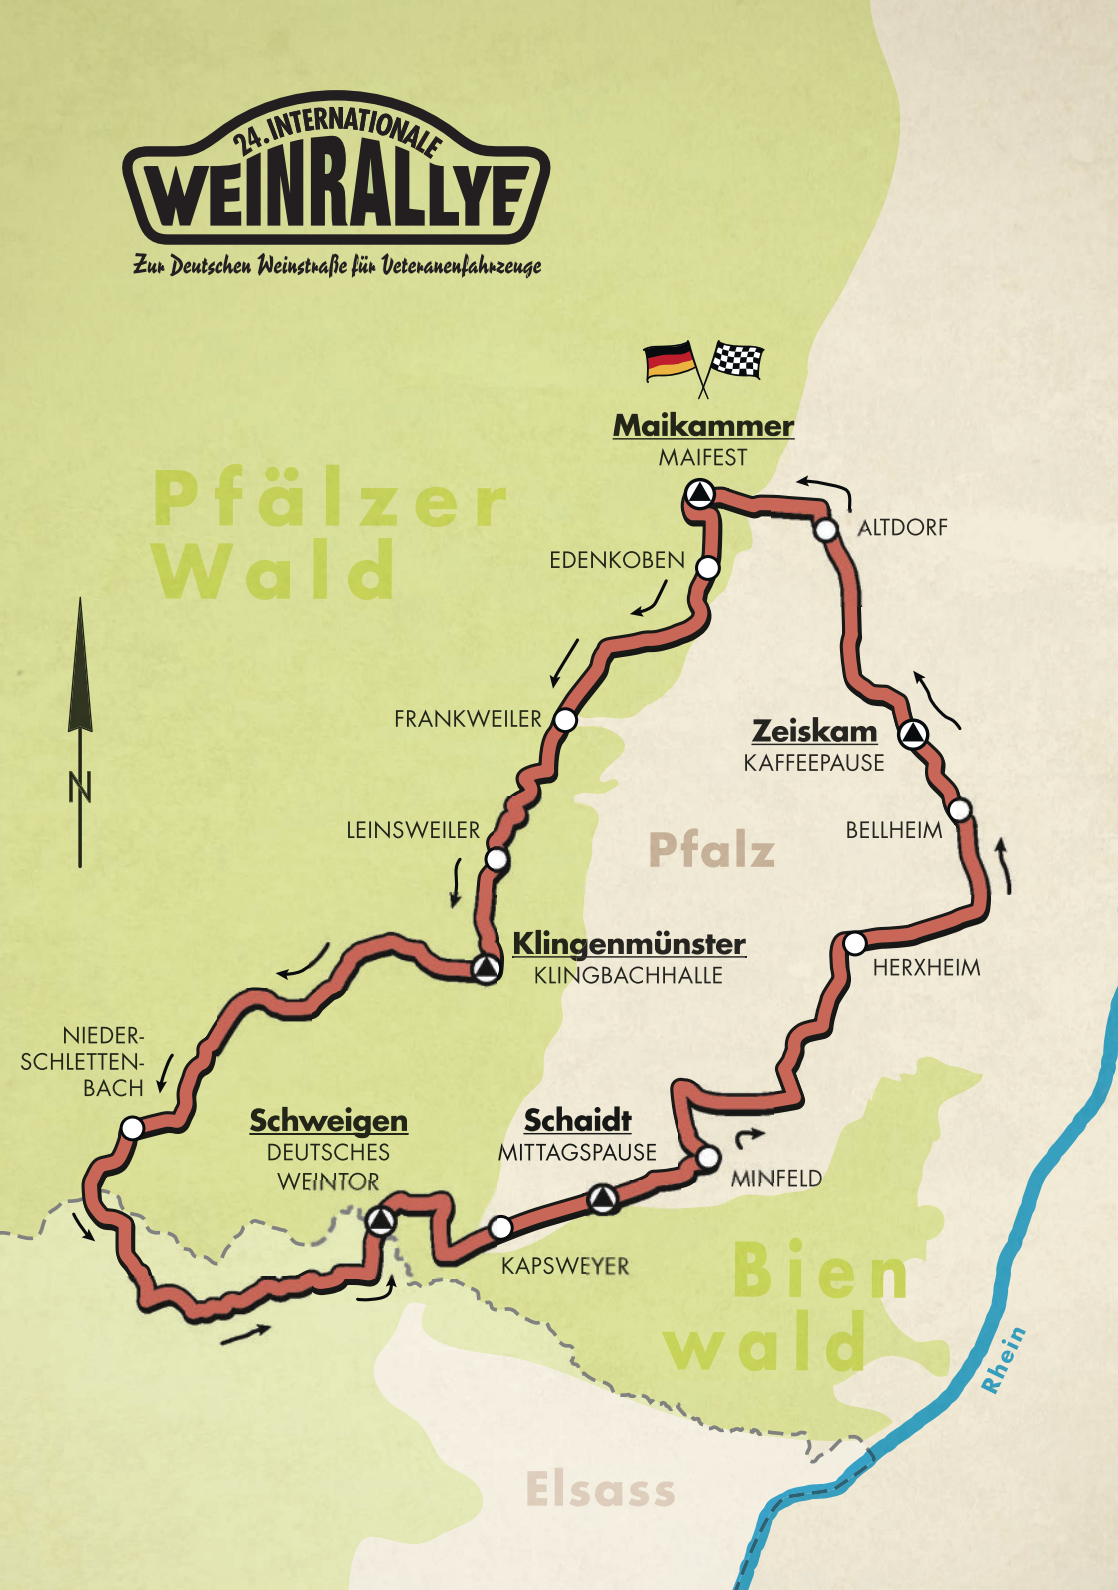 24. INTERNATIONALE
WEINRALLYE
Zur Deutschen Weinstraße für Veteranenfahrzeuge
Maikammer
MAIFEST
Pfälzer
Wald
ALTDORF
EDENKOBEN
FRANKWEILER
Zeiskam
KAFFEEPAUSE
N
LEINSWEILER
Pfalz
BELLHEIM
Klingenmünster
KLINGBACHHALLE
HERXHEIM
NIEDER-
SCHLETTEN-
BACH
Schweigen
DEUTSCHES
WEINTOR
Schaidt
MITTAGSPAUSE
MINFELD
KAPSWEYER
Bien
wald
Rhein
Elsass